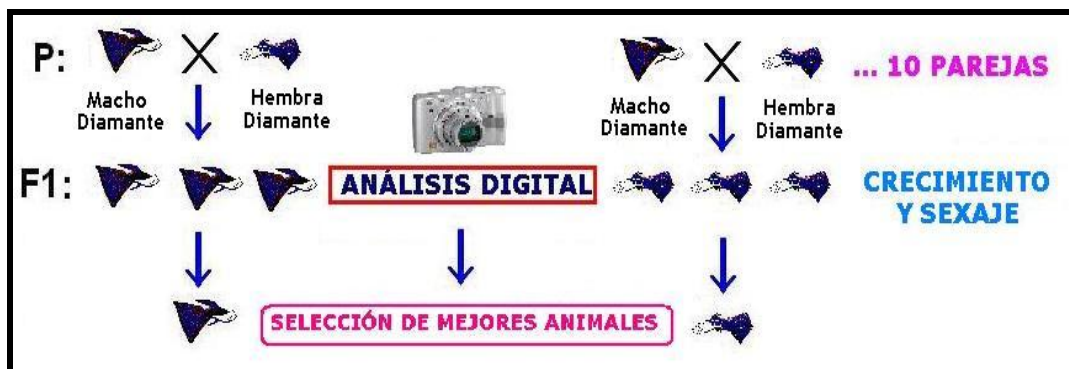 P:
X
X
... 10 PAREJAS
Macho
Diamante
Hembra
Diamante
Macho
Diamante
Hembra
Diamante
F1:
ANÁLISIS DIGITAL
CRECIMIENTO
Y SEXAJE
SELECCIÓN DE MEJORES ANIMALES